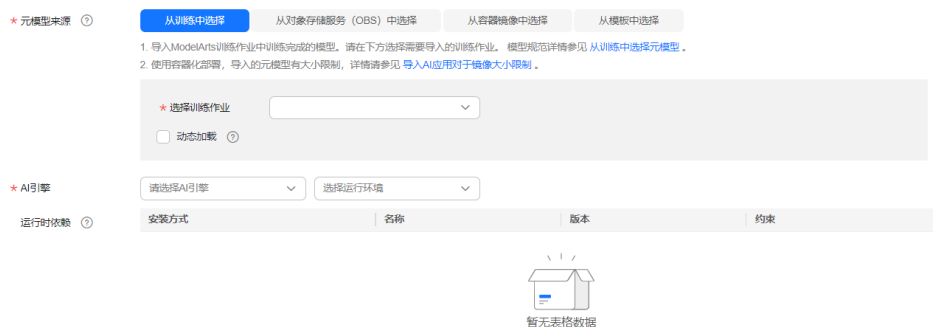 * 元模型来源 ? 从训练中选择 从对象存储服务（OBS）中选择 从容器镜像中选择 从模板中选择
1. 导入ModelArts训练作业中训练完成的模型。请在下方选择需要导入的训练作业。 模型规范详情参见 从训练中选择元模型 。
2. 使用容器化部署，导入的元模型有大小限制，详情请参见 导入AI应用对于镜像大小限制 。
* 选择训练作业
动态加载 ?
* AI引擎 请选择AI引擎 选择运行环境
运行时依赖 ? 安装方式 名称 版本 约束
暂无表格数据